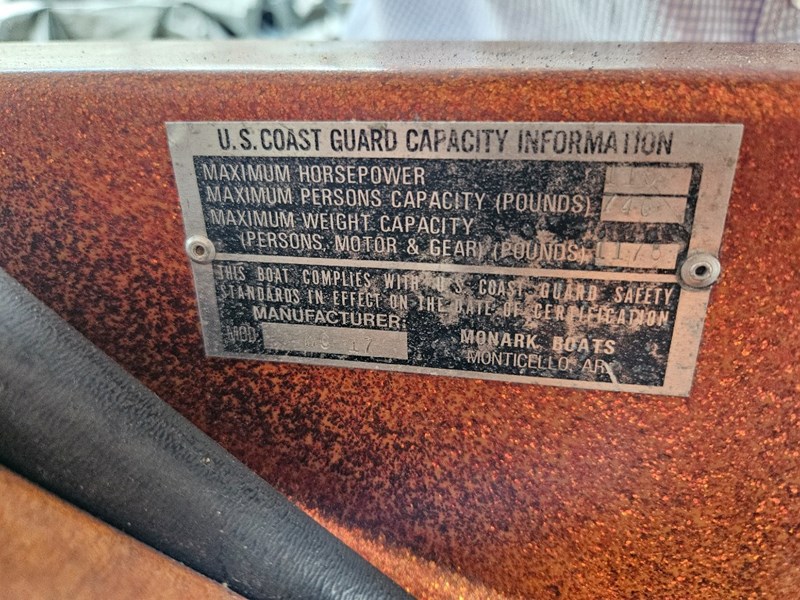 U.S. COAST GUARD CAPACITY INFORMATION
MAXIMUM HORSEPOWER
MAXIMUM PERSONS CAPACITY (POUNDS)
MAXIMUM WEIGHT CAPACITY
(PERSONS, MOTOR & GEAR) (POUNDS)
THIS BOAT COMPLIES WITH U.S. COAST GUARD SAFETY
STANDARDS IN EFFECT ON THE DATE OF CERTIFICATION
MANUFACTURER:
MOD. MONARK BOATS
MONTICELLO, AR